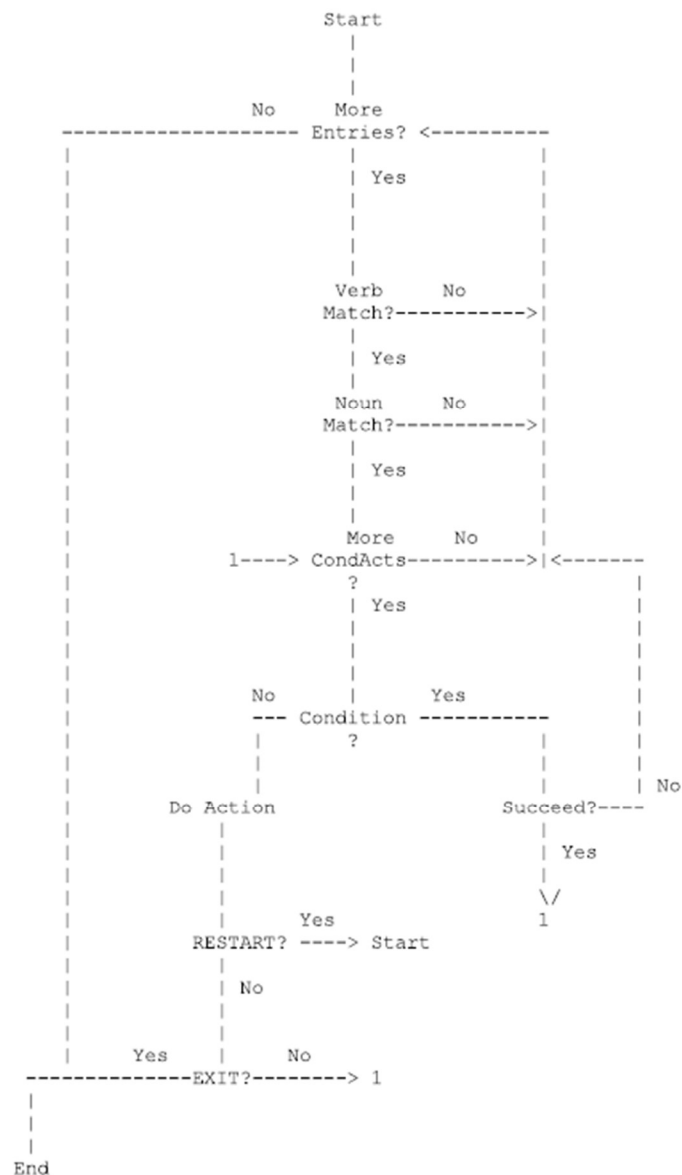 Start
No More
Entries?
Yes
Verb No
Match?
Yes
Noun No
Match?
Yes
More No
1----> CondActs
?
Yes
No Yes
Condition
?
No
Do Action Succeed?
Yes
\/
Yes 1
RESTART? ----> Start
No
Yes No
EXIT? 1
End